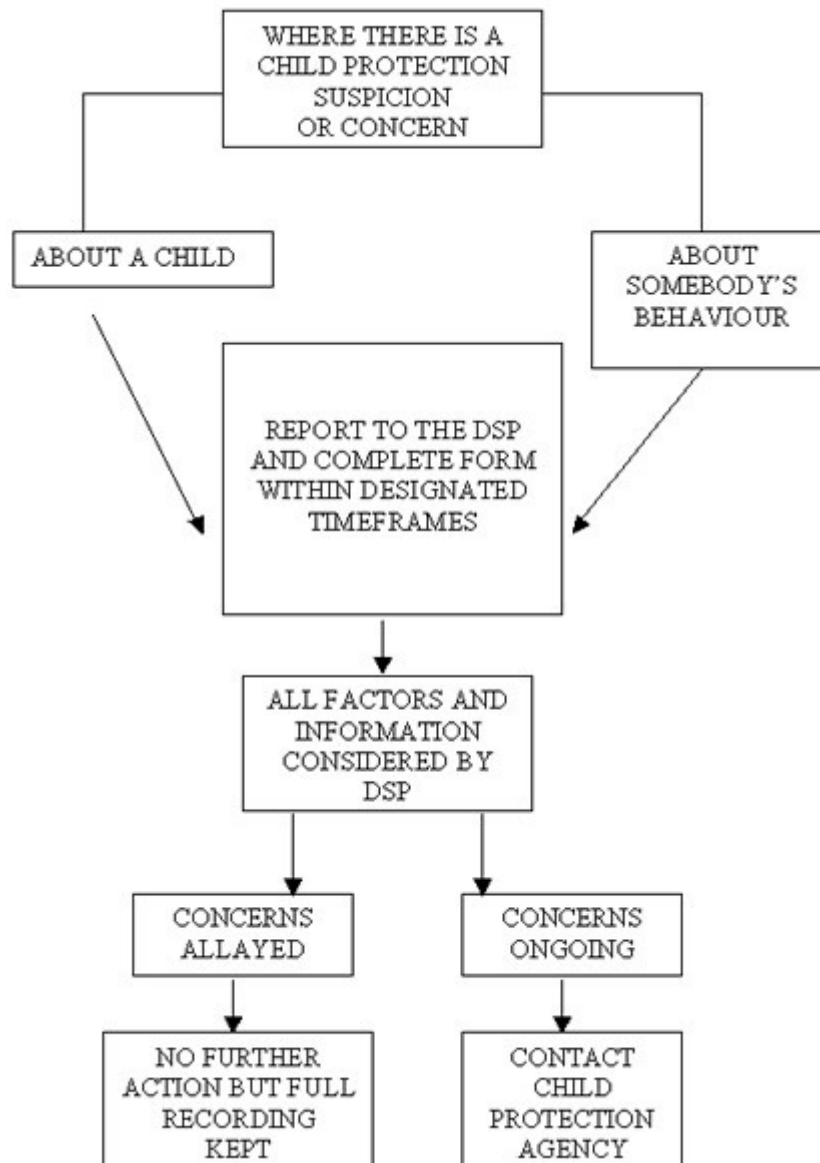 WHERE THERE IS A
CHILD PROTECTION
SUSPICION
OR CONCERN
ABOUT A CHILD
ABOUT
SOMEBODY'S
BEHAVIOUR
REPORT TO THE DSP
AND COMPLETE FORM
WITHIN DESIGNATED
TIMEFRAMES
ALL FACTORS AND
INFORMATION
CONSIDERED BY
DSP
CONCERNS
ALLAYED
CONCERNS
ONGOING
NO FURTHER
ACTION BUT FULL
RECORDING
KEPT
CONTACT
CHILD
PROTECTION
AGENCY